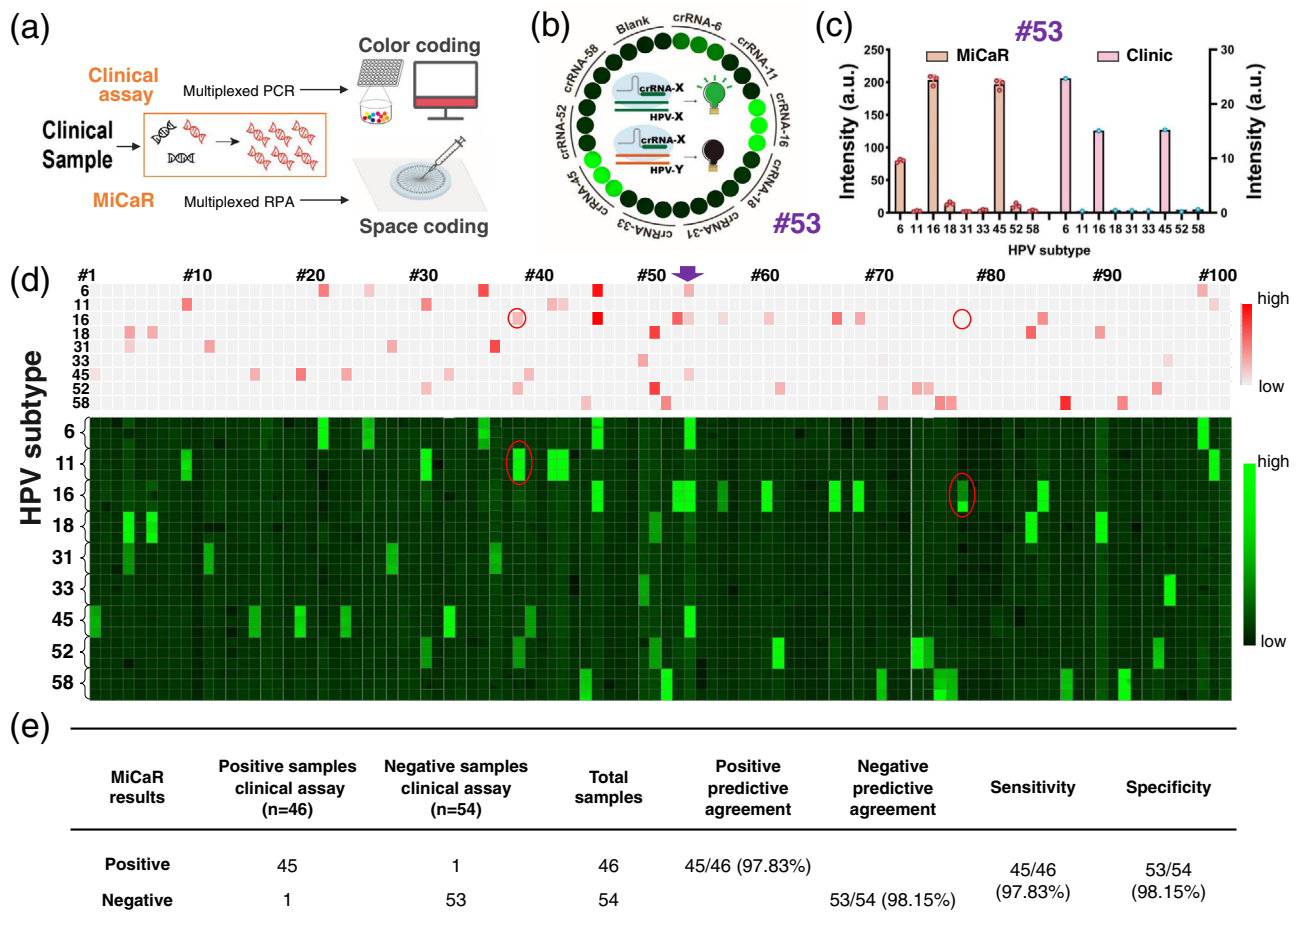 (a)
Clinical
assay
Multiplexed PCR
Color coding
Clinical
Sample
MiCaR
Multiplexed RPA
Space coding
(b)
Blank
crRNA-6
crRNA-11
crRNA-16
crRNA-18
crRNA-31
crRNA-33
crRNA-45
crRNA-52
crRNA-58
crRNA-X
HPV-X
crRNA-X
HPV-Y
#53
(c)
#53
MiCaR
Clinic
Intensity (a.u.)
250
200
150
100
50
0
30
20
10
0
Intensity (a.u.)
6 11 16 18 31 33 45 52 58 6 11 16 18 31 33 45 52 58
HPV subtype
(d)
#1 #10 #20 #30 #40 #50 #60 #70 #80 #90 #100
HPV subtype
6
11
16
18
31
33
45
52
58
high
low
6
11
16
18
31
33
45
52
58
high
low
(e)
MiCaR
results
Positive samples
clinical assay
(n=46)
Negative samples
clinical assay
(n=54)
Total
samples
Positive
predictive
agreement
Negative
predictive
agreement
Sensitivity
Specificity
Positive 45 1 46 45/46 (97.83%)
Negative 1 53 54 53/54 (98.15%)
45/46
(97.83%)
53/54
(98.15%)